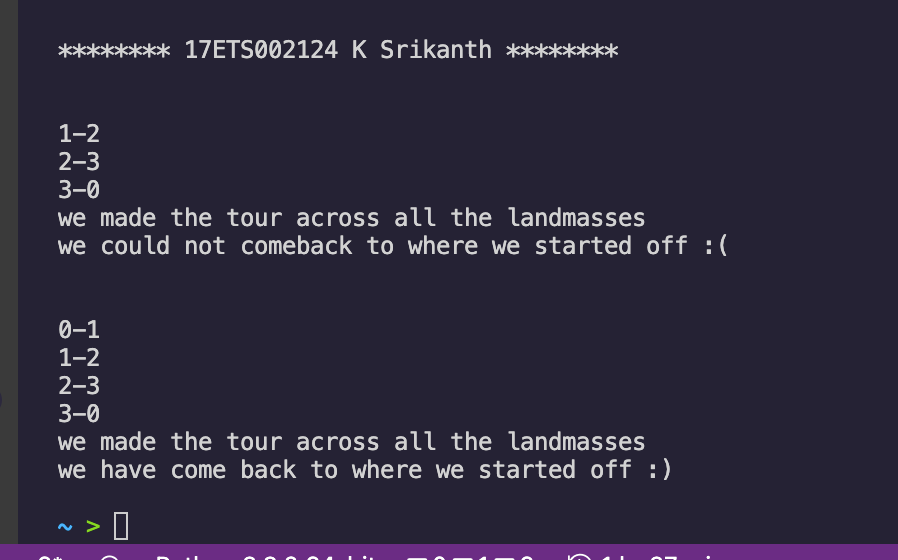 ******** 17ETS002124 K Srikanth ********
1-2
2-3
3-0
we made the tour across all the landmasses
we could not comeback to where we started off :(
0-1
1-2
2-3
3-0
we made the tour across all the landmasses
we have come back to where we started off :)
~ >